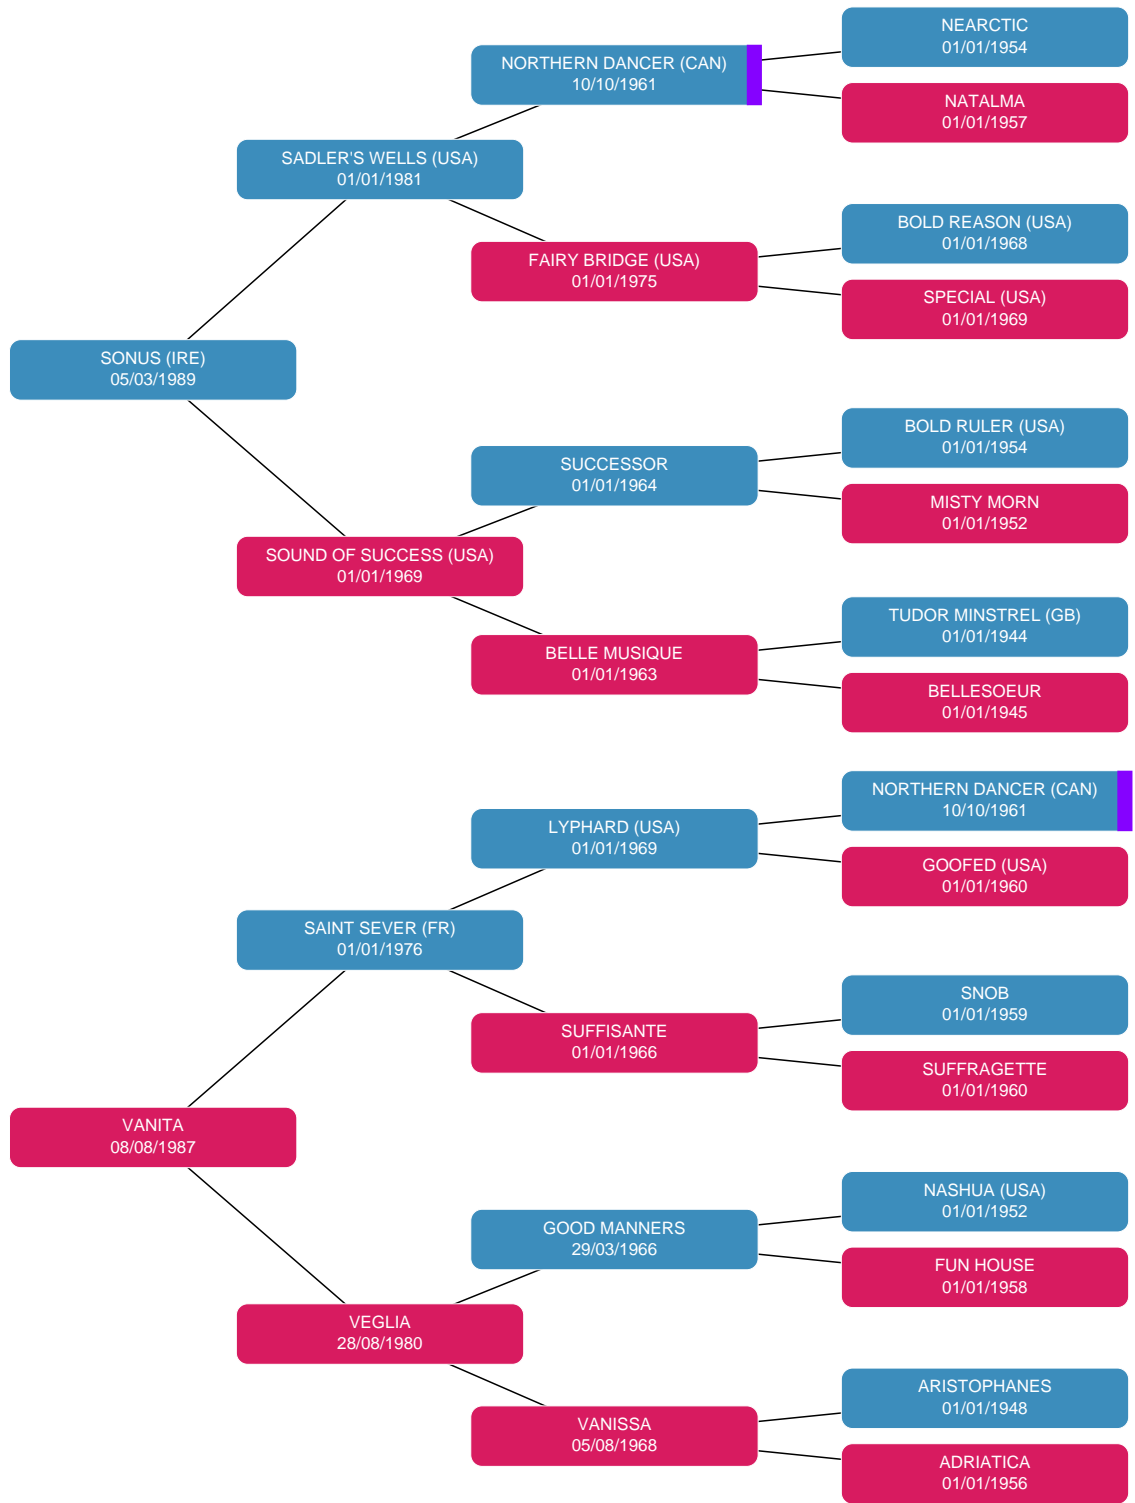 NEARCTIC
01/01/1954
NORTHERN DANCER (CAN)
10/10/1961
NATALMA
01/01/1957
SADLER'S WELLS (USA)
01/01/1981
BOLD REASON (USA)
01/01/1968
FAIRY BRIDGE (USA)
01/01/1975
SPECIAL (USA)
01/01/1969
SONUS (IRE)
05/03/1989
BOLD RULER (USA)
01/01/1954
SUCCESSOR
01/01/1964
MISTY MORN
01/01/1952
SOUND OF SUCCESS (USA)
01/01/1969
TUDOR MINSTREL (GB)
01/01/1944
BELLE MUSIQUE
01/01/1963
BELLESOEUR
01/01/1945
NORTHERN DANCER (CAN)
10/10/1961
LYPHARD (USA)
01/01/1969
GOOFED (USA)
01/01/1960
SAINT SEVER (FR)
01/01/1976
SNOB
01/01/1959
SUFFISANTE
01/01/1966
SUFFRAGETTE
01/01/1960
VANITA
08/08/1987
NASHUA (USA)
01/01/1952
GOOD MANNERS
29/03/1966
FUN HOUSE
01/01/1958
VEGLIA
28/08/1980
ARISTOPHANES
01/01/1948
VANISSA
05/08/1968
ADRIATICA
01/01/1956